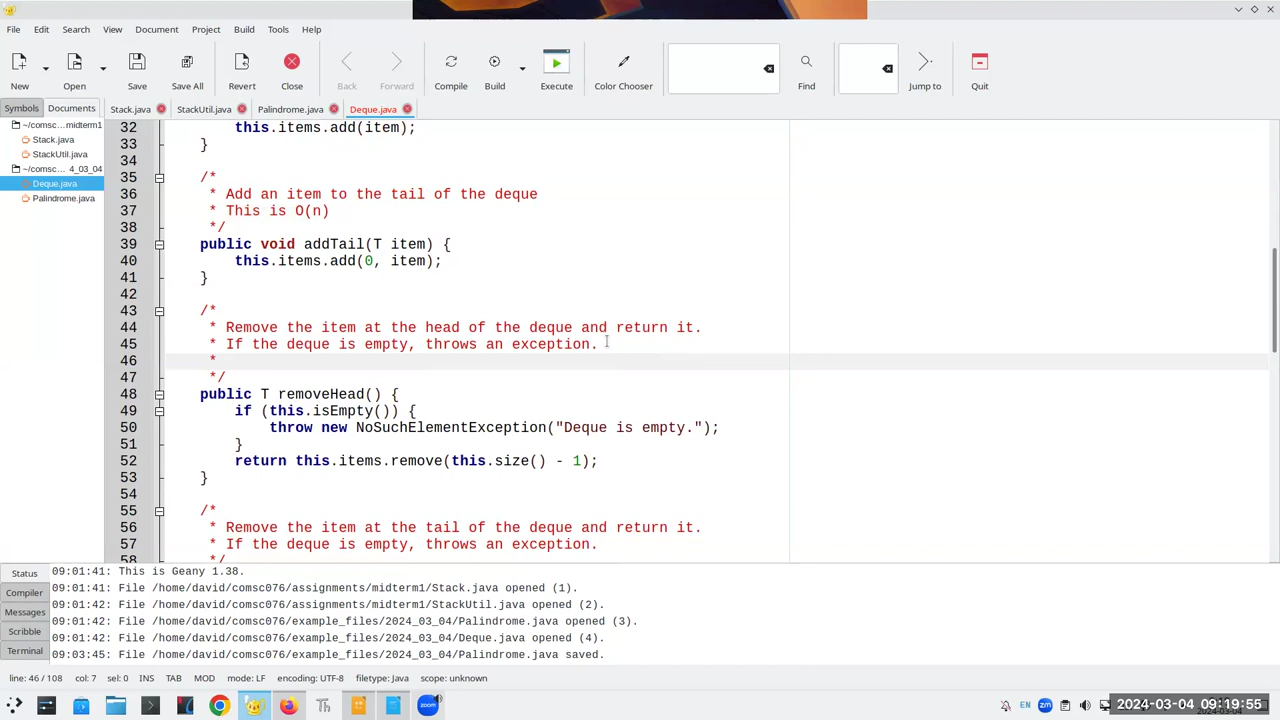 File Edit Search View Document Project Build Tools Help
New Open Save Save All Revert Close Back Forward Compile Build Execute Color Chooser Find Jump to Quit
Symbols Documents Stack.java StackUtil.java Palindrome.java Deque.java
~/comsc... midterm1
Stack.java
StackUtil.java
~/comsc... 4_03_04
Deque.java
Palindrome.java
32 this.items.add(item);
33 }
34
35 /*
36 * Add an item to the tail of the deque
37 * This is O(n)
38 */
39 public void addTail(T item) {
40 this.items.add(0, item);
41 }
42
43 /*
44 * Remove the item at the head of the deque and return it.
45 * If the deque is empty, throws an exception.
46 *
47 */
48 public T removeHead() {
49 if (this.isEmpty()) {
50 throw new NoSuchElementException("Deque is empty.");
51 }
52 return this.items.remove(this.size() - 1);
53 }
54
55 /*
56 * Remove the item at the tail of the deque and return it.
57 * If the deque is empty, throws an exception.
58 */
Status
Compiler
Messages
Scribble
Terminal
09:01:41: This is Geany 1.38.
09:01:41: File /home/david/comsc076/assignments/midterm1/Stack.java opened (1).
09:01:42: File /home/david/comsc076/assignments/midterm1/StackUtil.java opened (2).
09:01:42: File /home/david/comsc076/example_files/2024_03_04/Palindrome.java opened (3).
09:01:42: File /home/david/comsc076/example_files/2024_03_04/Deque.java opened (4).
09:03:45: File /home/david/comsc076/example_files/2024_03_04/Palindrome.java saved.
line: 46 / 108 col: 7 sel: 0 INS TAB MOD mode: LF encoding: UTF-8 filetype: Java scope: unknown
Th zoom EN zm 2024-03-04 09:19:55